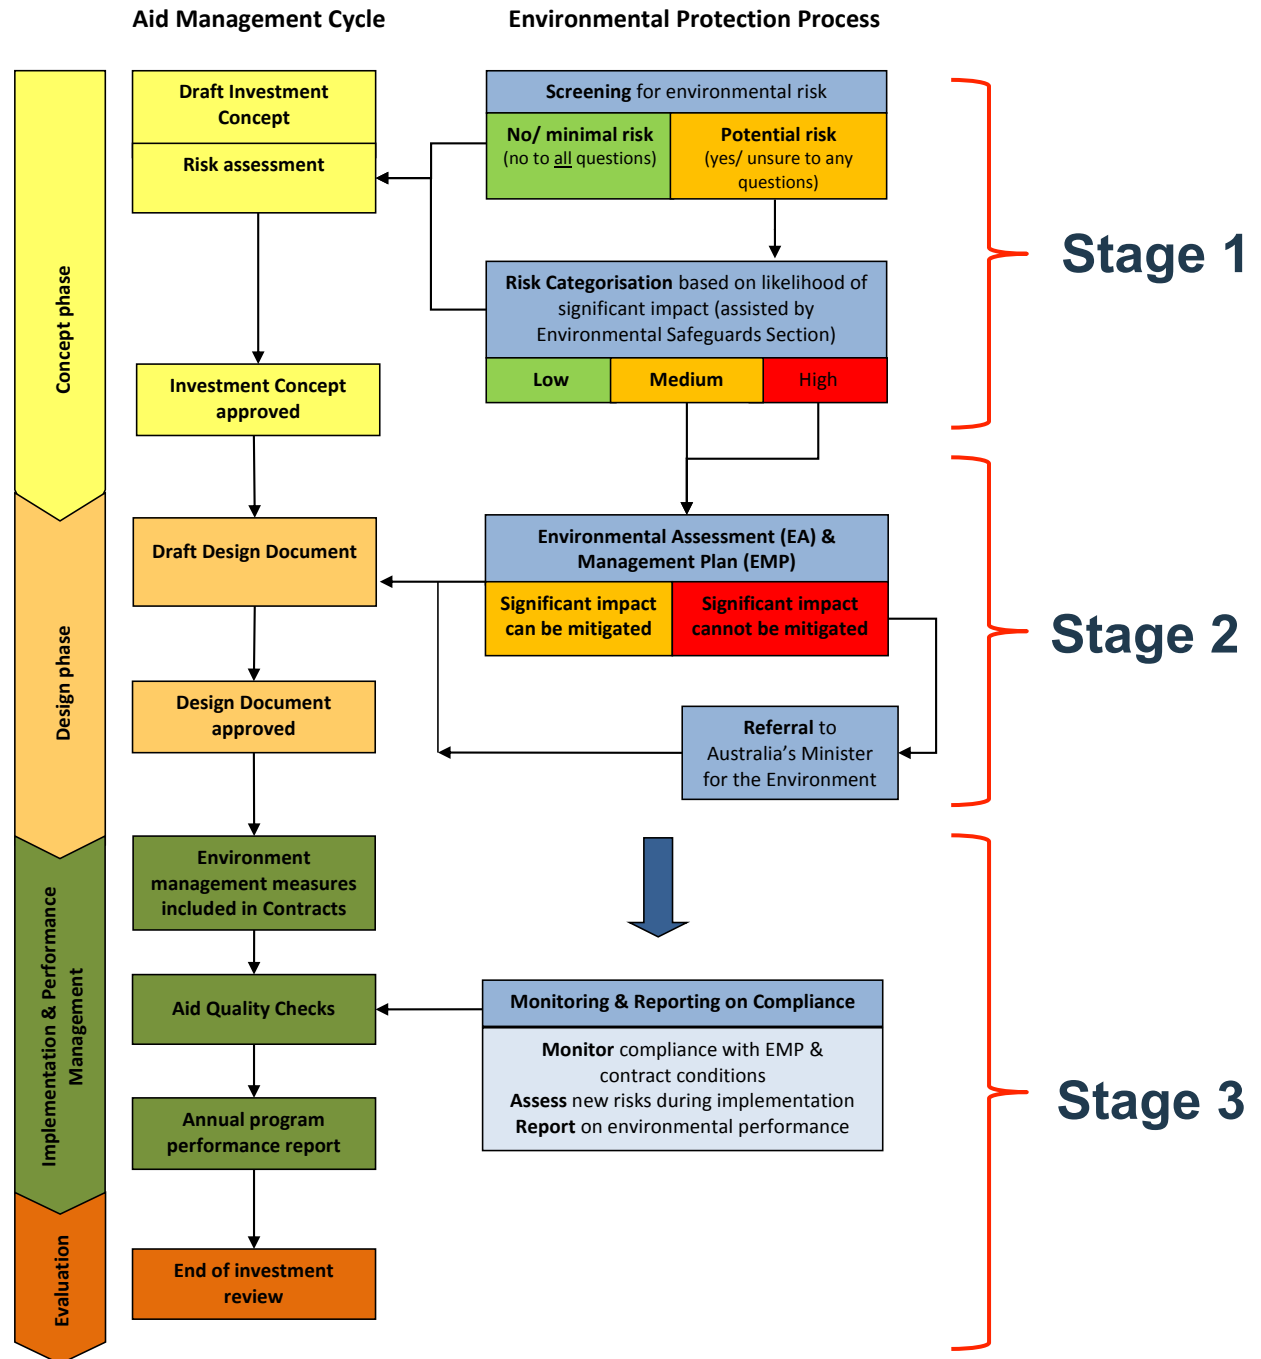 Aid Management Cycle
Environmental Protection Process
Concept phase
Draft Investment
Concept
Risk assessment
Screening for environmental risk
No/ minimal risk
(no to all questions)
Potential risk
(yes/ unsure to any
questions)
Stage 1
Risk Categorisation based on likelihood of
significant impact (assisted by
Environmental Safeguards Section)
Low
Medium
High
Investment Concept
approved
Design phase
Draft Design Document
Environmental Assessment (EA) &
Management Plan (EMP)
Significant impact
can be mitigated
Significant impact
cannot be mitigated
Stage 2
Design Document
approved
Referral to
Australia’s Minister
for the Environment
Implementation & Performance
Management
Environment
management measures
included in Contracts
Aid Quality Checks
Monitoring & Reporting on Compliance
Monitor compliance with EMP &
contract conditions
Assess new risks during implementation
Report on environmental performance
Stage 3
Annual program
performance report
Evaluation
End of investment
review